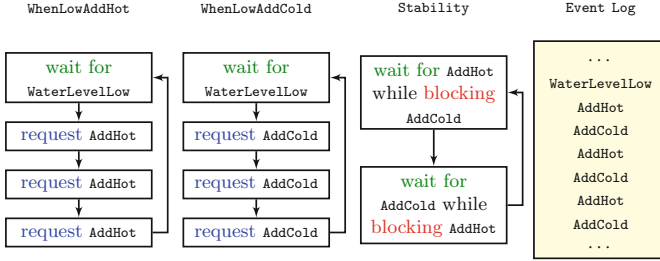 WhenLowAddHot
wait for
WaterLevelLow
request AddHot
request AddHot
request AddHot
WhenLowAddCold
wait for
WaterLevelLow
request AddCold
request AddCold
request AddCold
Stability
wait for AddHot
while blocking
AddCold
wait for
AddCold while
blocking AddHot
Event Log
...
WaterLevelLow
AddHot
AddCold
AddHot
AddCold
AddHot
AddCold
...